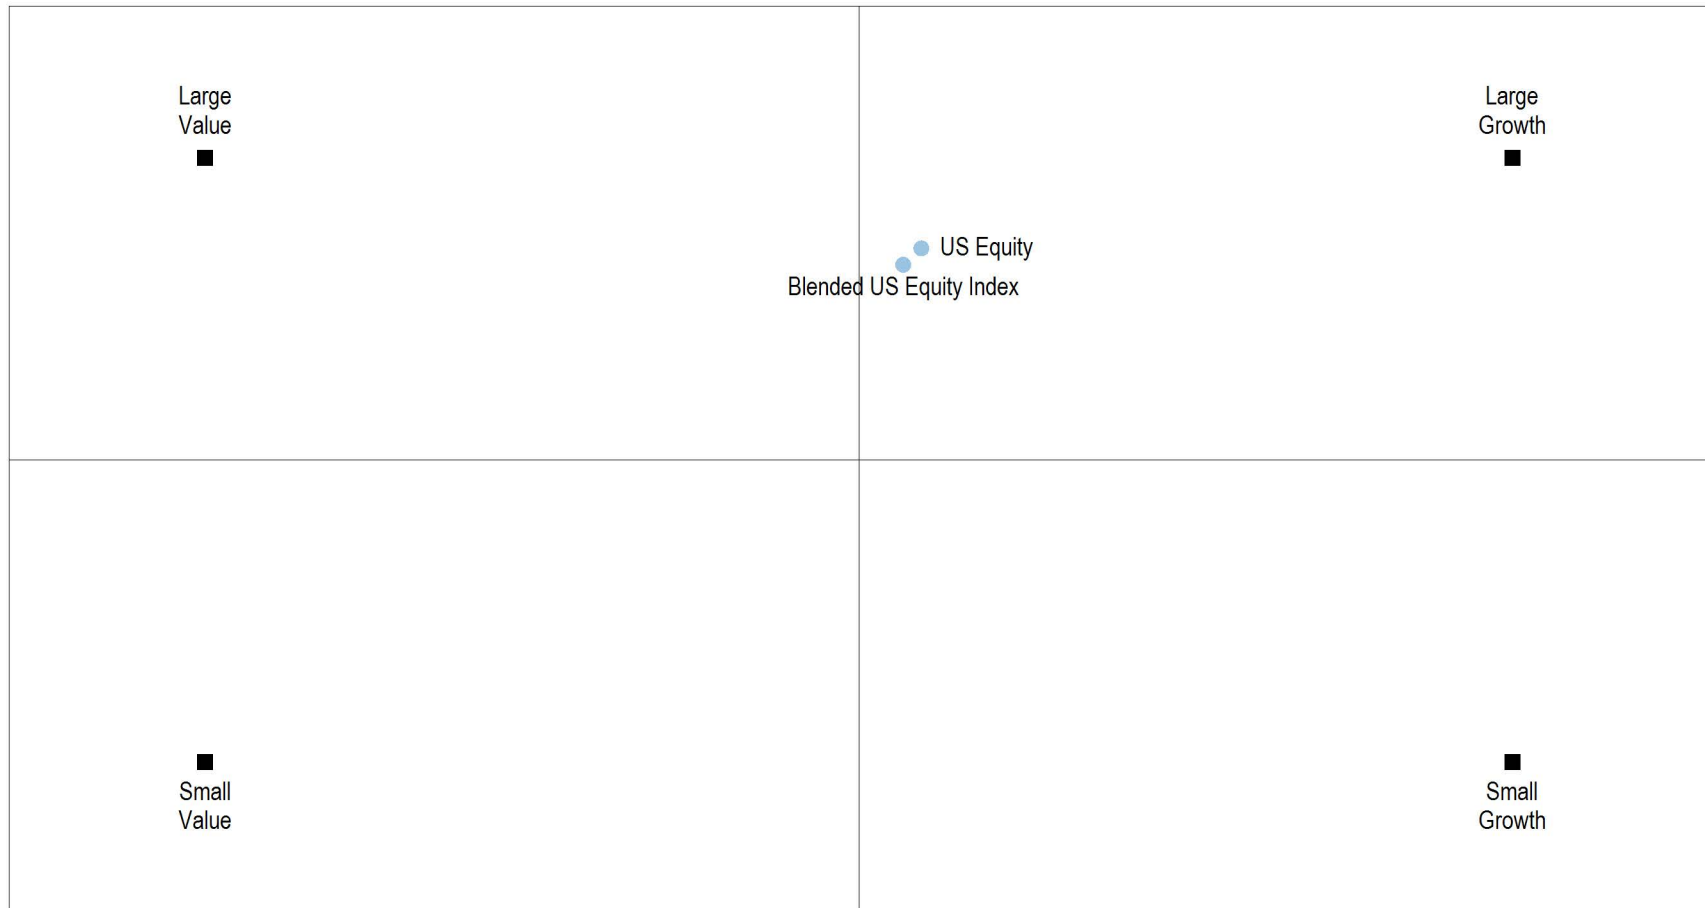 Large
Value
Large
Growth
US Equity
Blended US Equity Index
Small
Value
Small
Growth